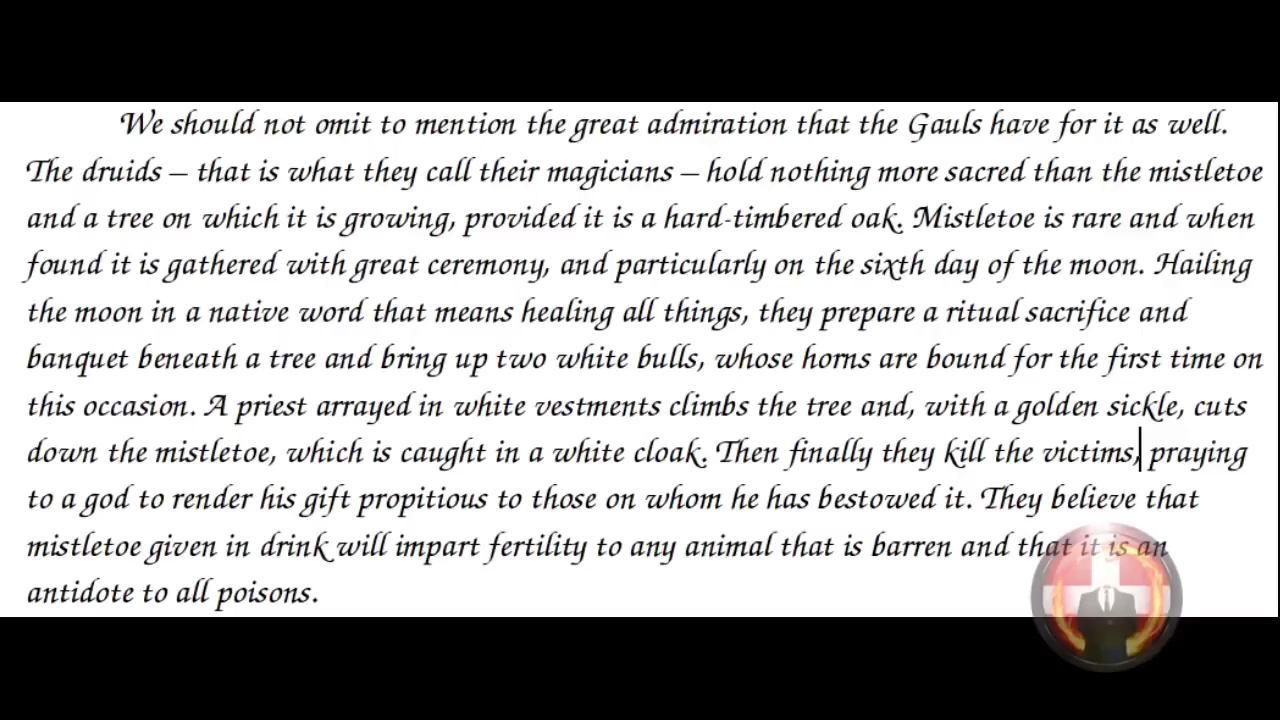 We should not omit to mention the great admiration that the Gauls have for it as well.
The druids – that is what they call their magicians – hold nothing more sacred than the mistletoe
and a tree on which it is growing, provided it is a hard-timbered oak. Mistletoe is rare and when
found it is gathered with great ceremony, and particularly on the sixth day of the moon. Hailing
the moon in a native word that means healing all things, they prepare a ritual sacrifice and
banquet beneath a tree and bring up two white bulls, whose horns are bound for the first time on
this occasion. A priest arrayed in white vestments climbs the tree and, with a golden sickle, cuts
down the mistletoe, which is caught in a white cloak. Then finally they kill the victims, praying
to a god to render his gift propitious to those on whom he has bestowed it. They believe that
mistletoe given in drink will impart fertility to any animal that is barren and that it is an
antidote to all poisons.